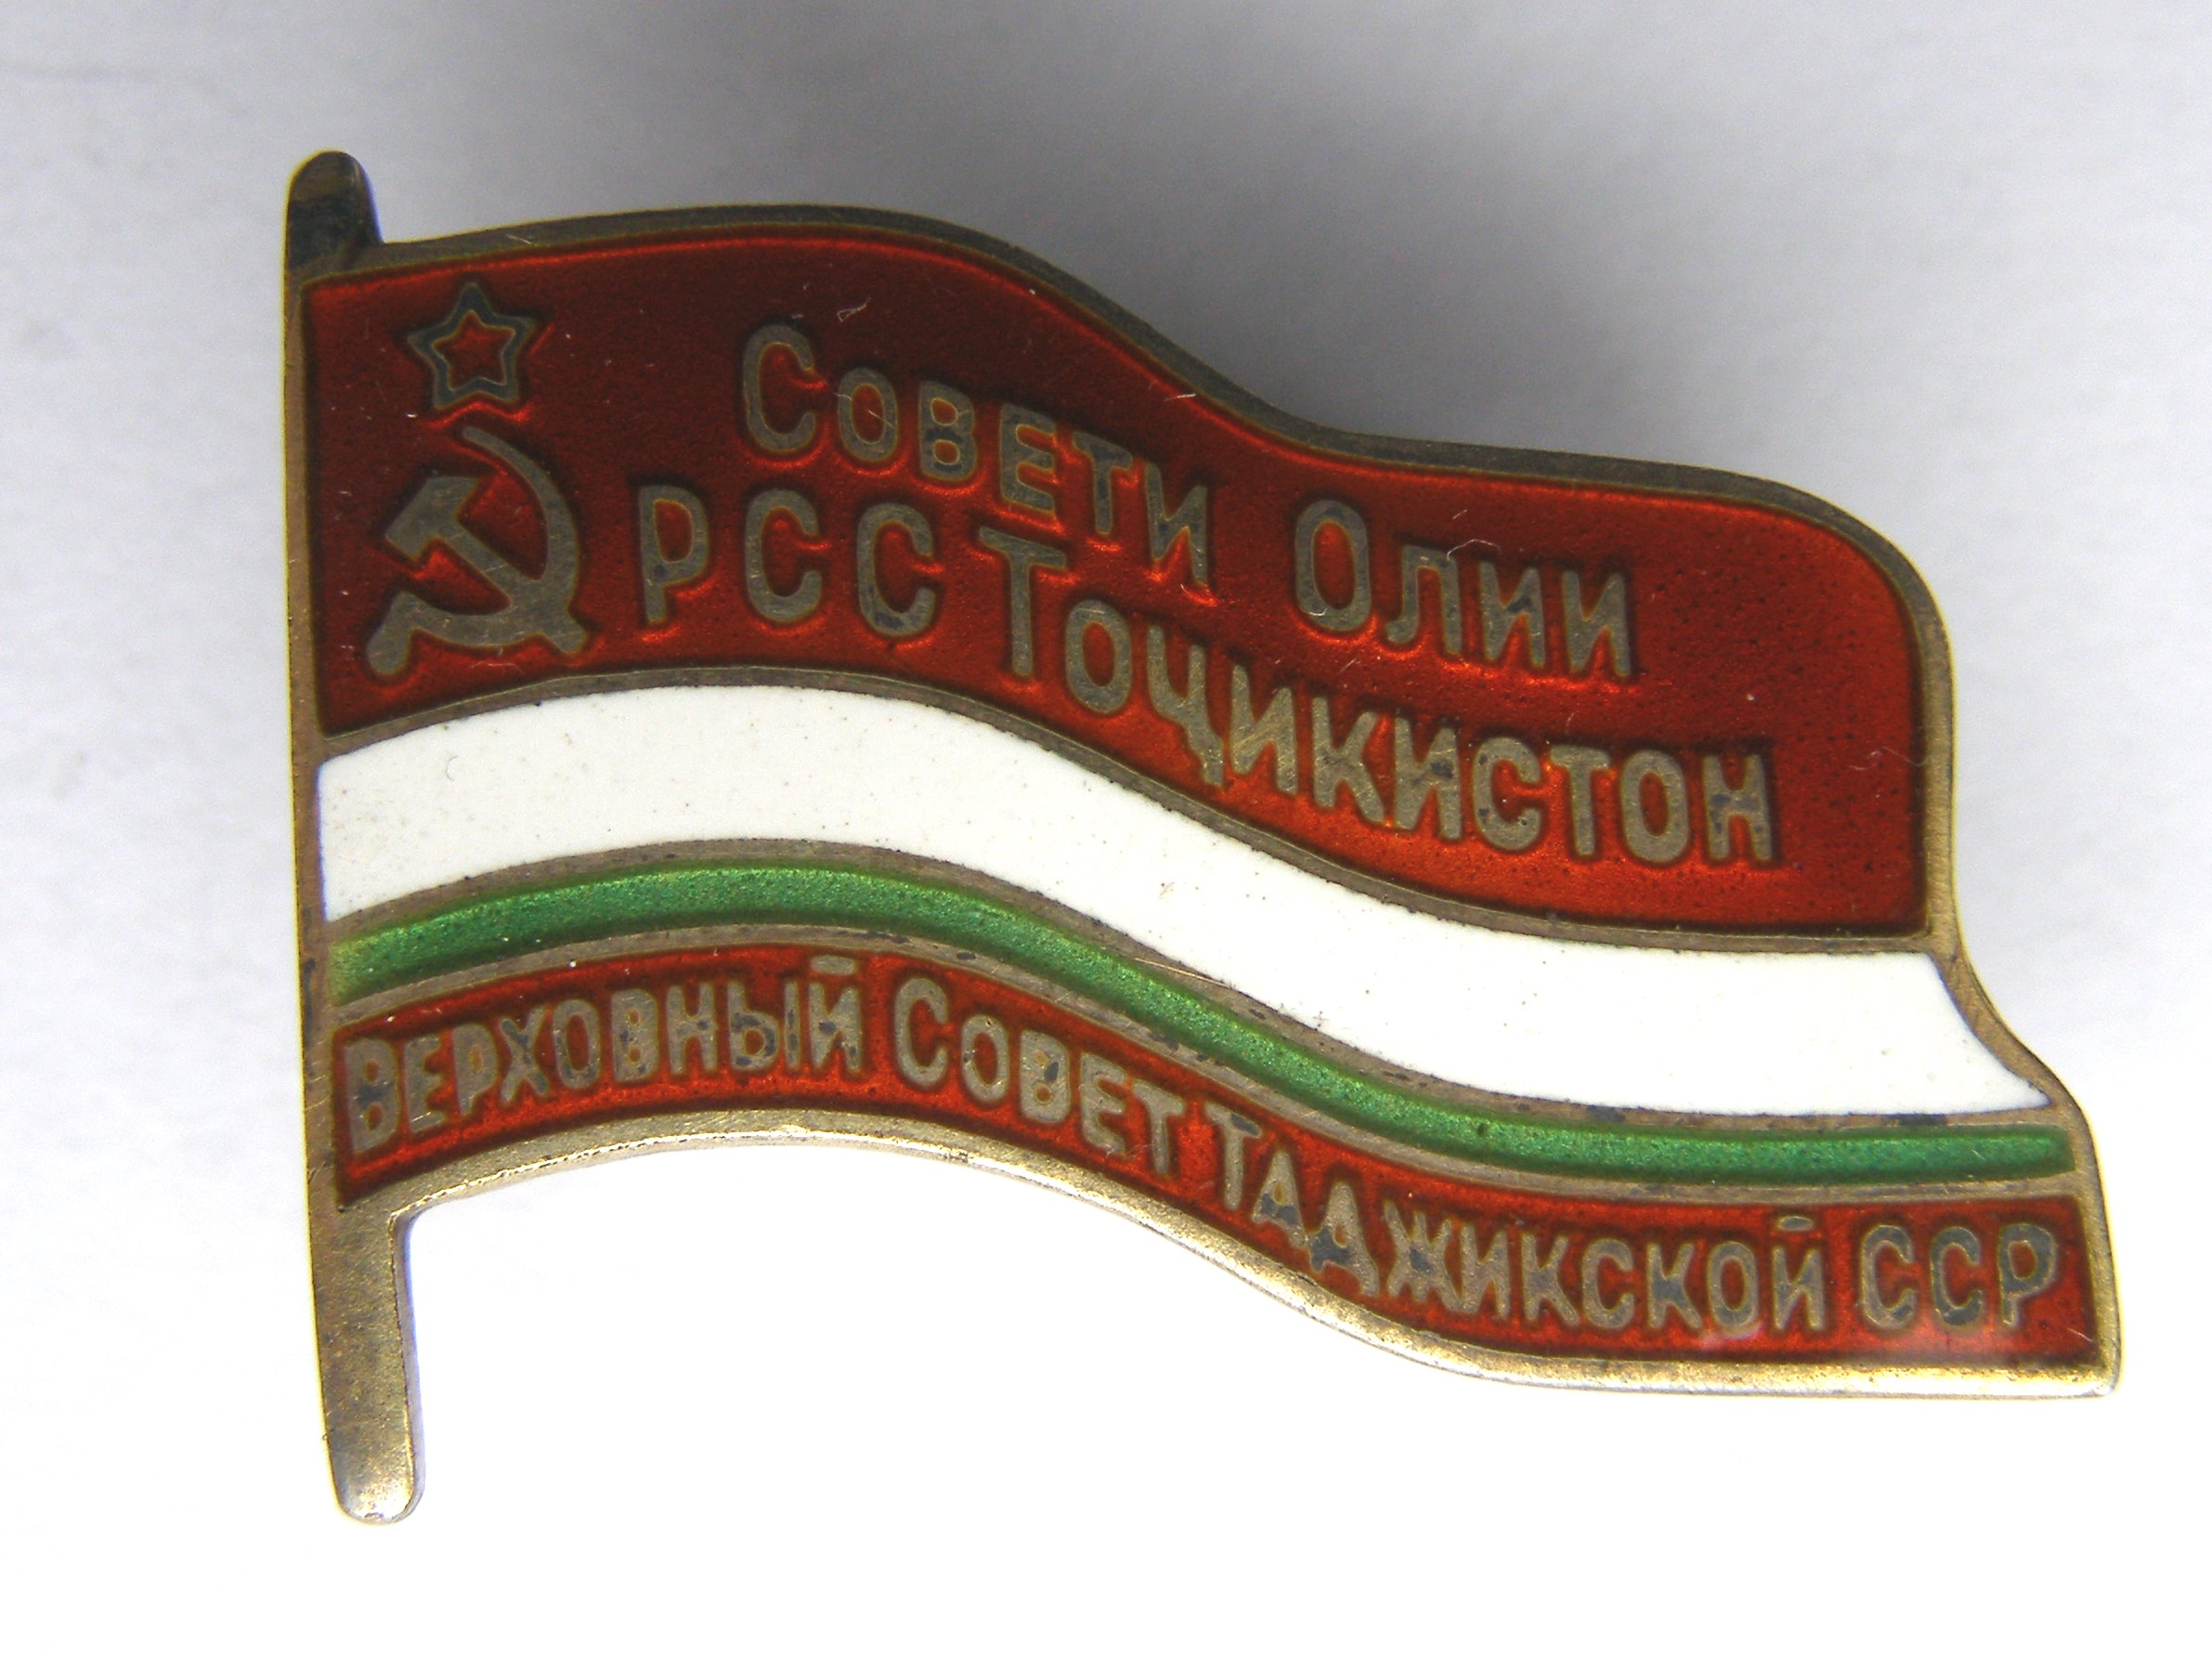 Совети Олии
РСС Тоҷикистон
Верховный Совет Таджикской ССР